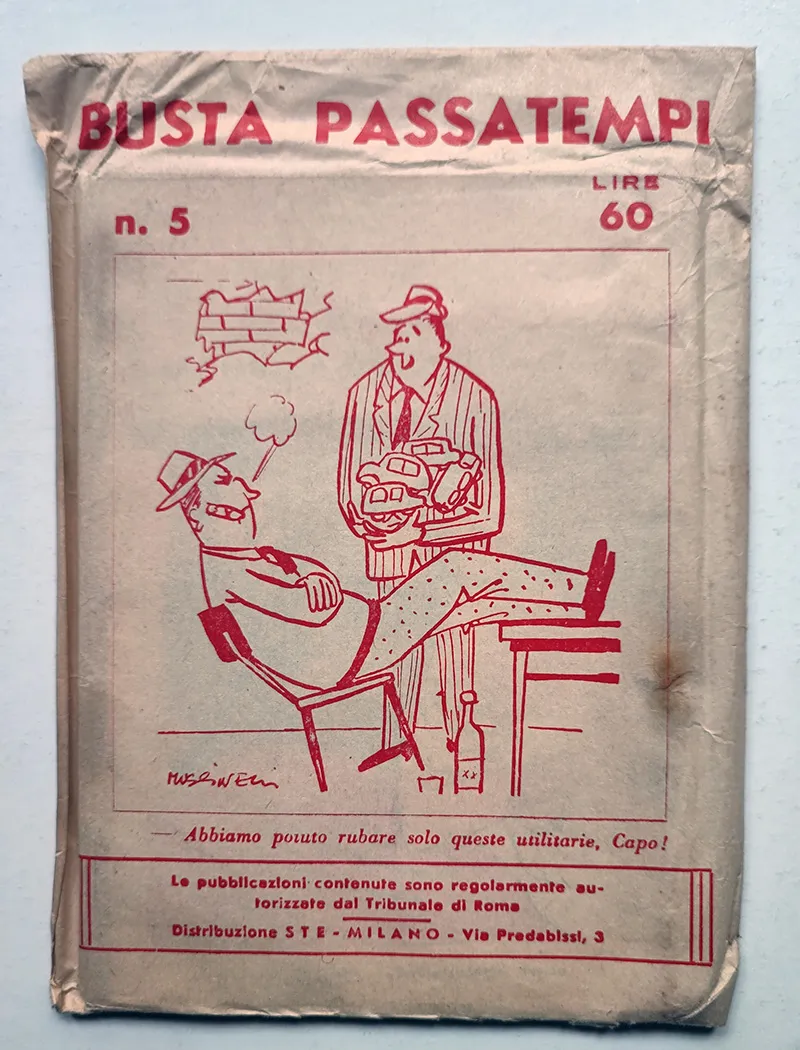 BUSTA PASSATEMPI
LIRE
n. 5
60
— Abbiamo potuto rubare solo queste utilitarie, Capo!
Le pubblicazioni contenute sono regolarmente au-
torizzate dal Tribunale di Roma
Distribuzione STE - MILANO - Via Predabissi, 3